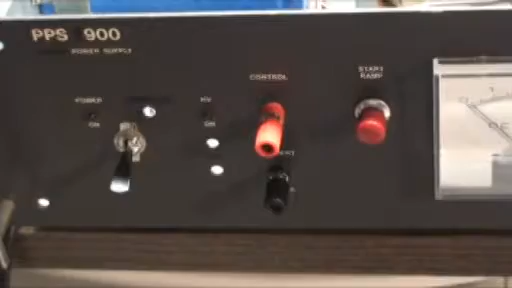 PPS 900
POWER SUPPLY
CONTROL
START
RAMP
POWER
HV
ON
ON